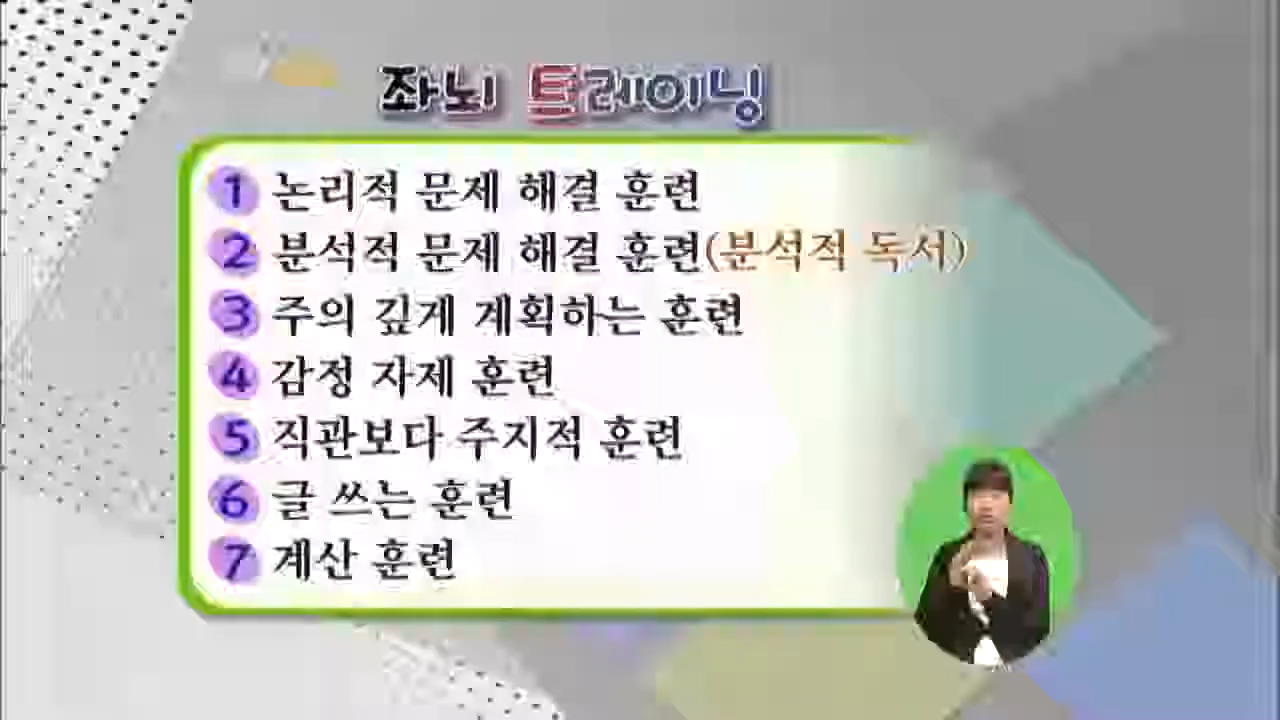 좌뇌 트레이닝
1 논리적 문제 해결 훈련
2 분석적 문제 해결 훈련(분석적 독서)
3 주의 깊게 계획하는 훈련
4 감정 자제 훈련
5 직관보다 주지적 훈련
6 글 쓰는 훈련
7 계산 훈련